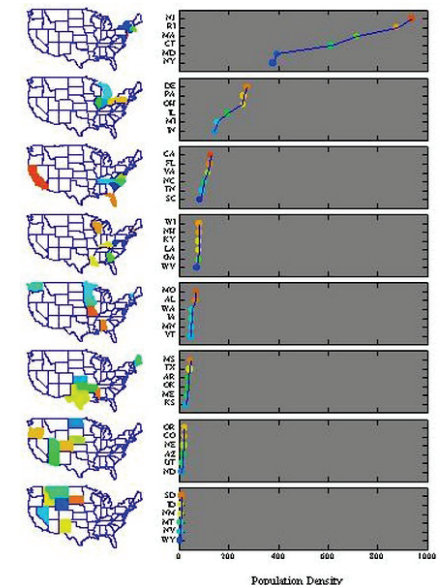 NJ
RI
MA
CT
MD
NY
DE
PA
OH
IL
MI
IN
CA
FL
VA
NC
TN
SC
WI
NH
KY
LA
GA
WV
MO
AL
WA
IA
MN
VT
MS
TX
AR
OK
ME
KS
OR
CO
NE
AZ
UT
ND
SD
ID
NM
MT
NV
WY
0 200 400 600 800 1000
Population Density